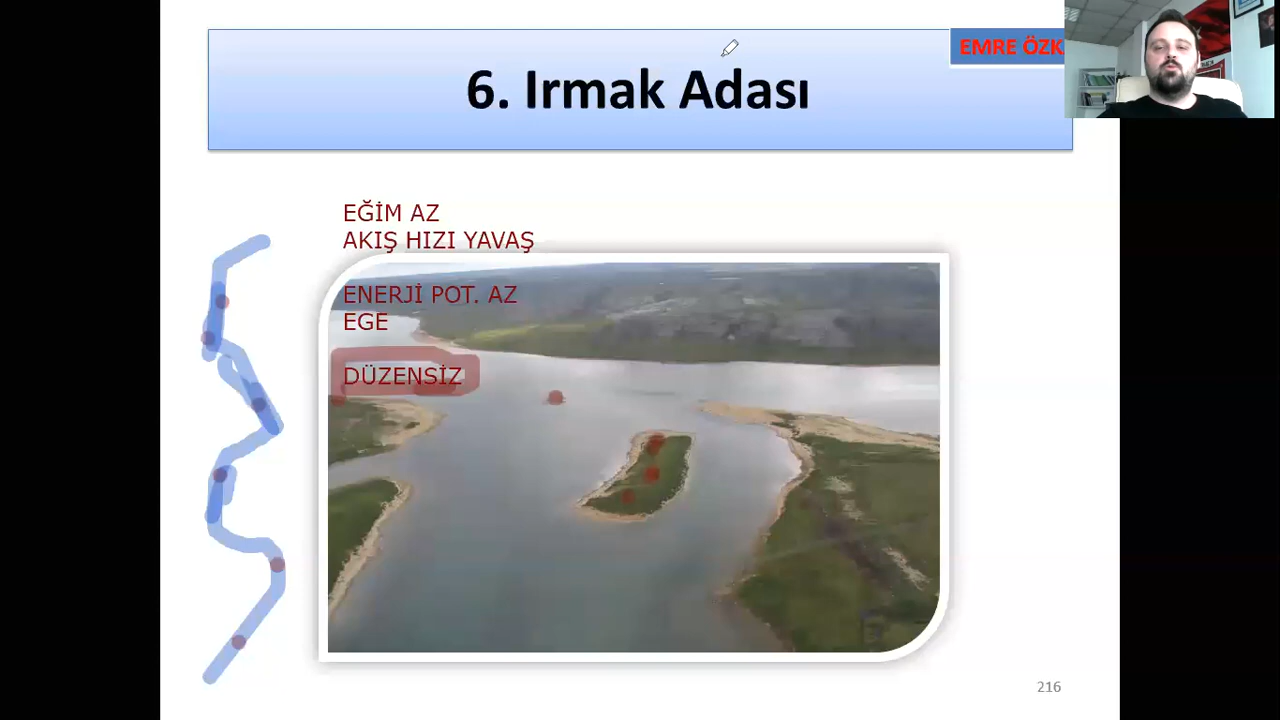 EMRE ÖZK
6. Irmak Adası
EĞİM AZ
AKIŞ HIZI YAVAŞ
ENERJİ POT. AZ
EGE
DÜZENSİZ
216